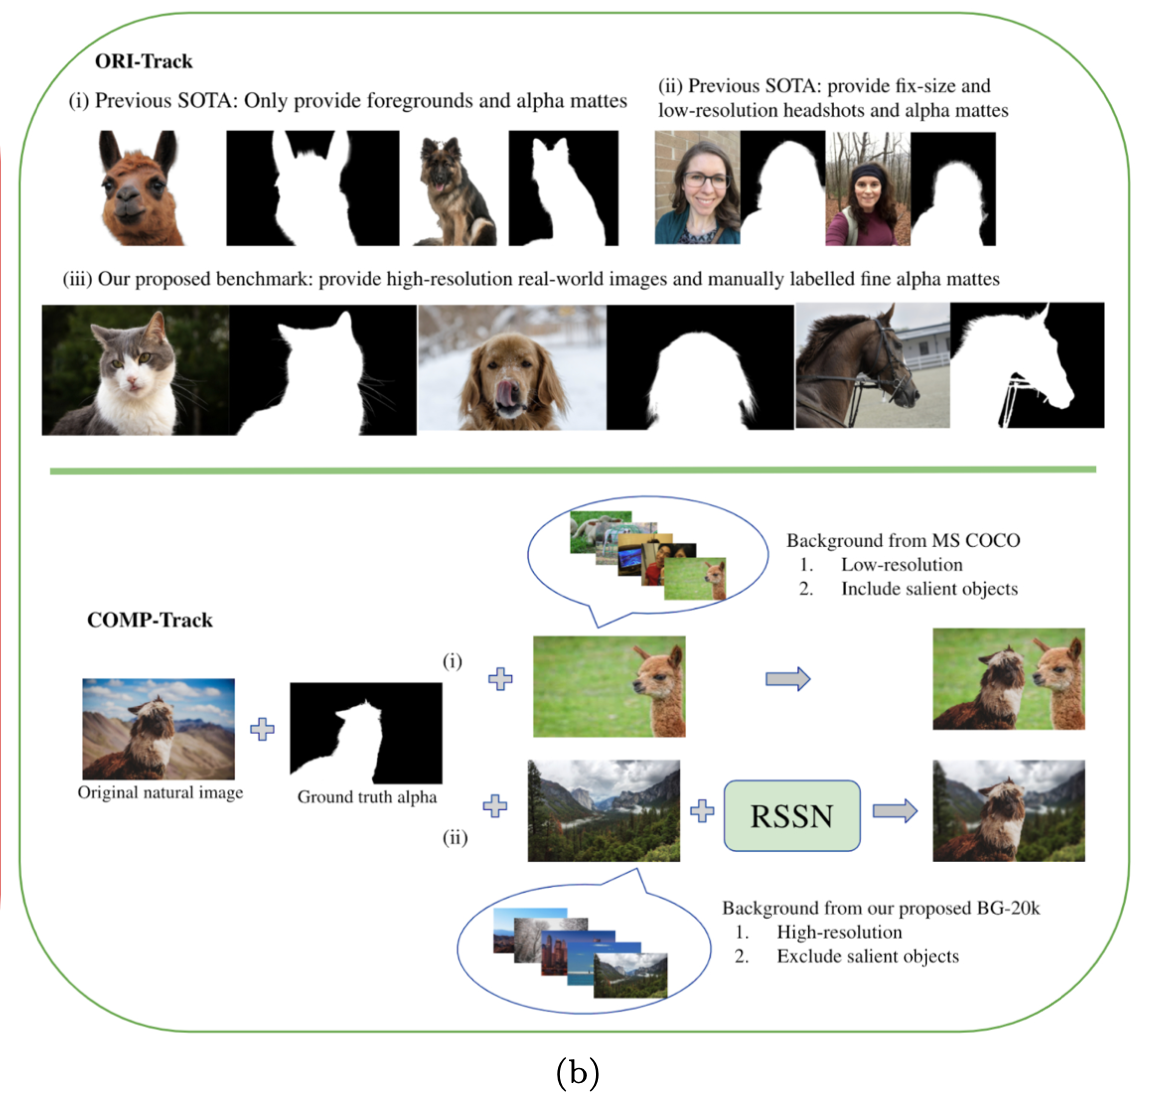 ORI-Track
(i) Previous SOTA: Only provide foregrounds and alpha mattes
(ii) Previous SOTA: provide fix-size and
low-resolution headshots and alpha mattes
(iii) Our proposed benchmark: provide high-resolution real-world images and manually labelled fine alpha mattes
Background from MS COCO
1. Low-resolution
2. Include salient objects
COMP-Track
(i)
Original natural image
Ground truth alpha
(ii)
RSSN
Background from our proposed BG-20k
1. High-resolution
2. Exclude salient objects
(b)